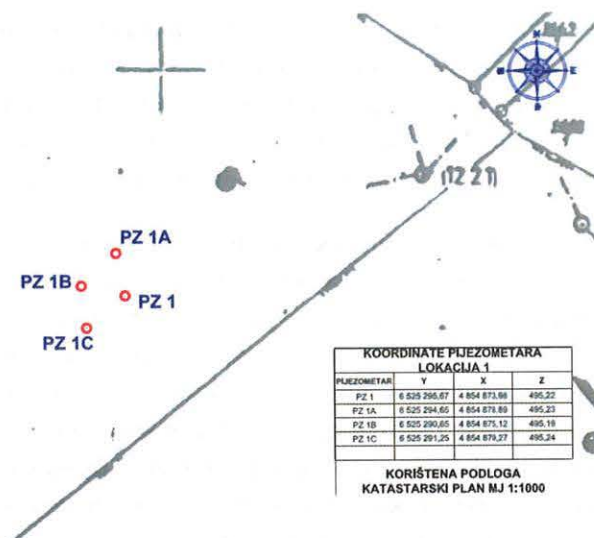 N
E
(1221)
PZ 1A
PZ 1B
PZ 1
PZ 1C
KOORDINATE PIJEZOMETARA
LOKACIJA 1
PIJEZOMETAR Y X Z
PZ 1 6 525 295,67 4 854 873,98 495,22
PZ 1A 6 525 294,65 4 854 878,89 495,23
PZ 1B 6 525 290,65 4 854 875,12 495,19
PZ 1C 6 525 291,25 4 854 870,27 495,24
KORIŠTENA PODLOGA
KATASTARSKI PLAN MJ 1:1000